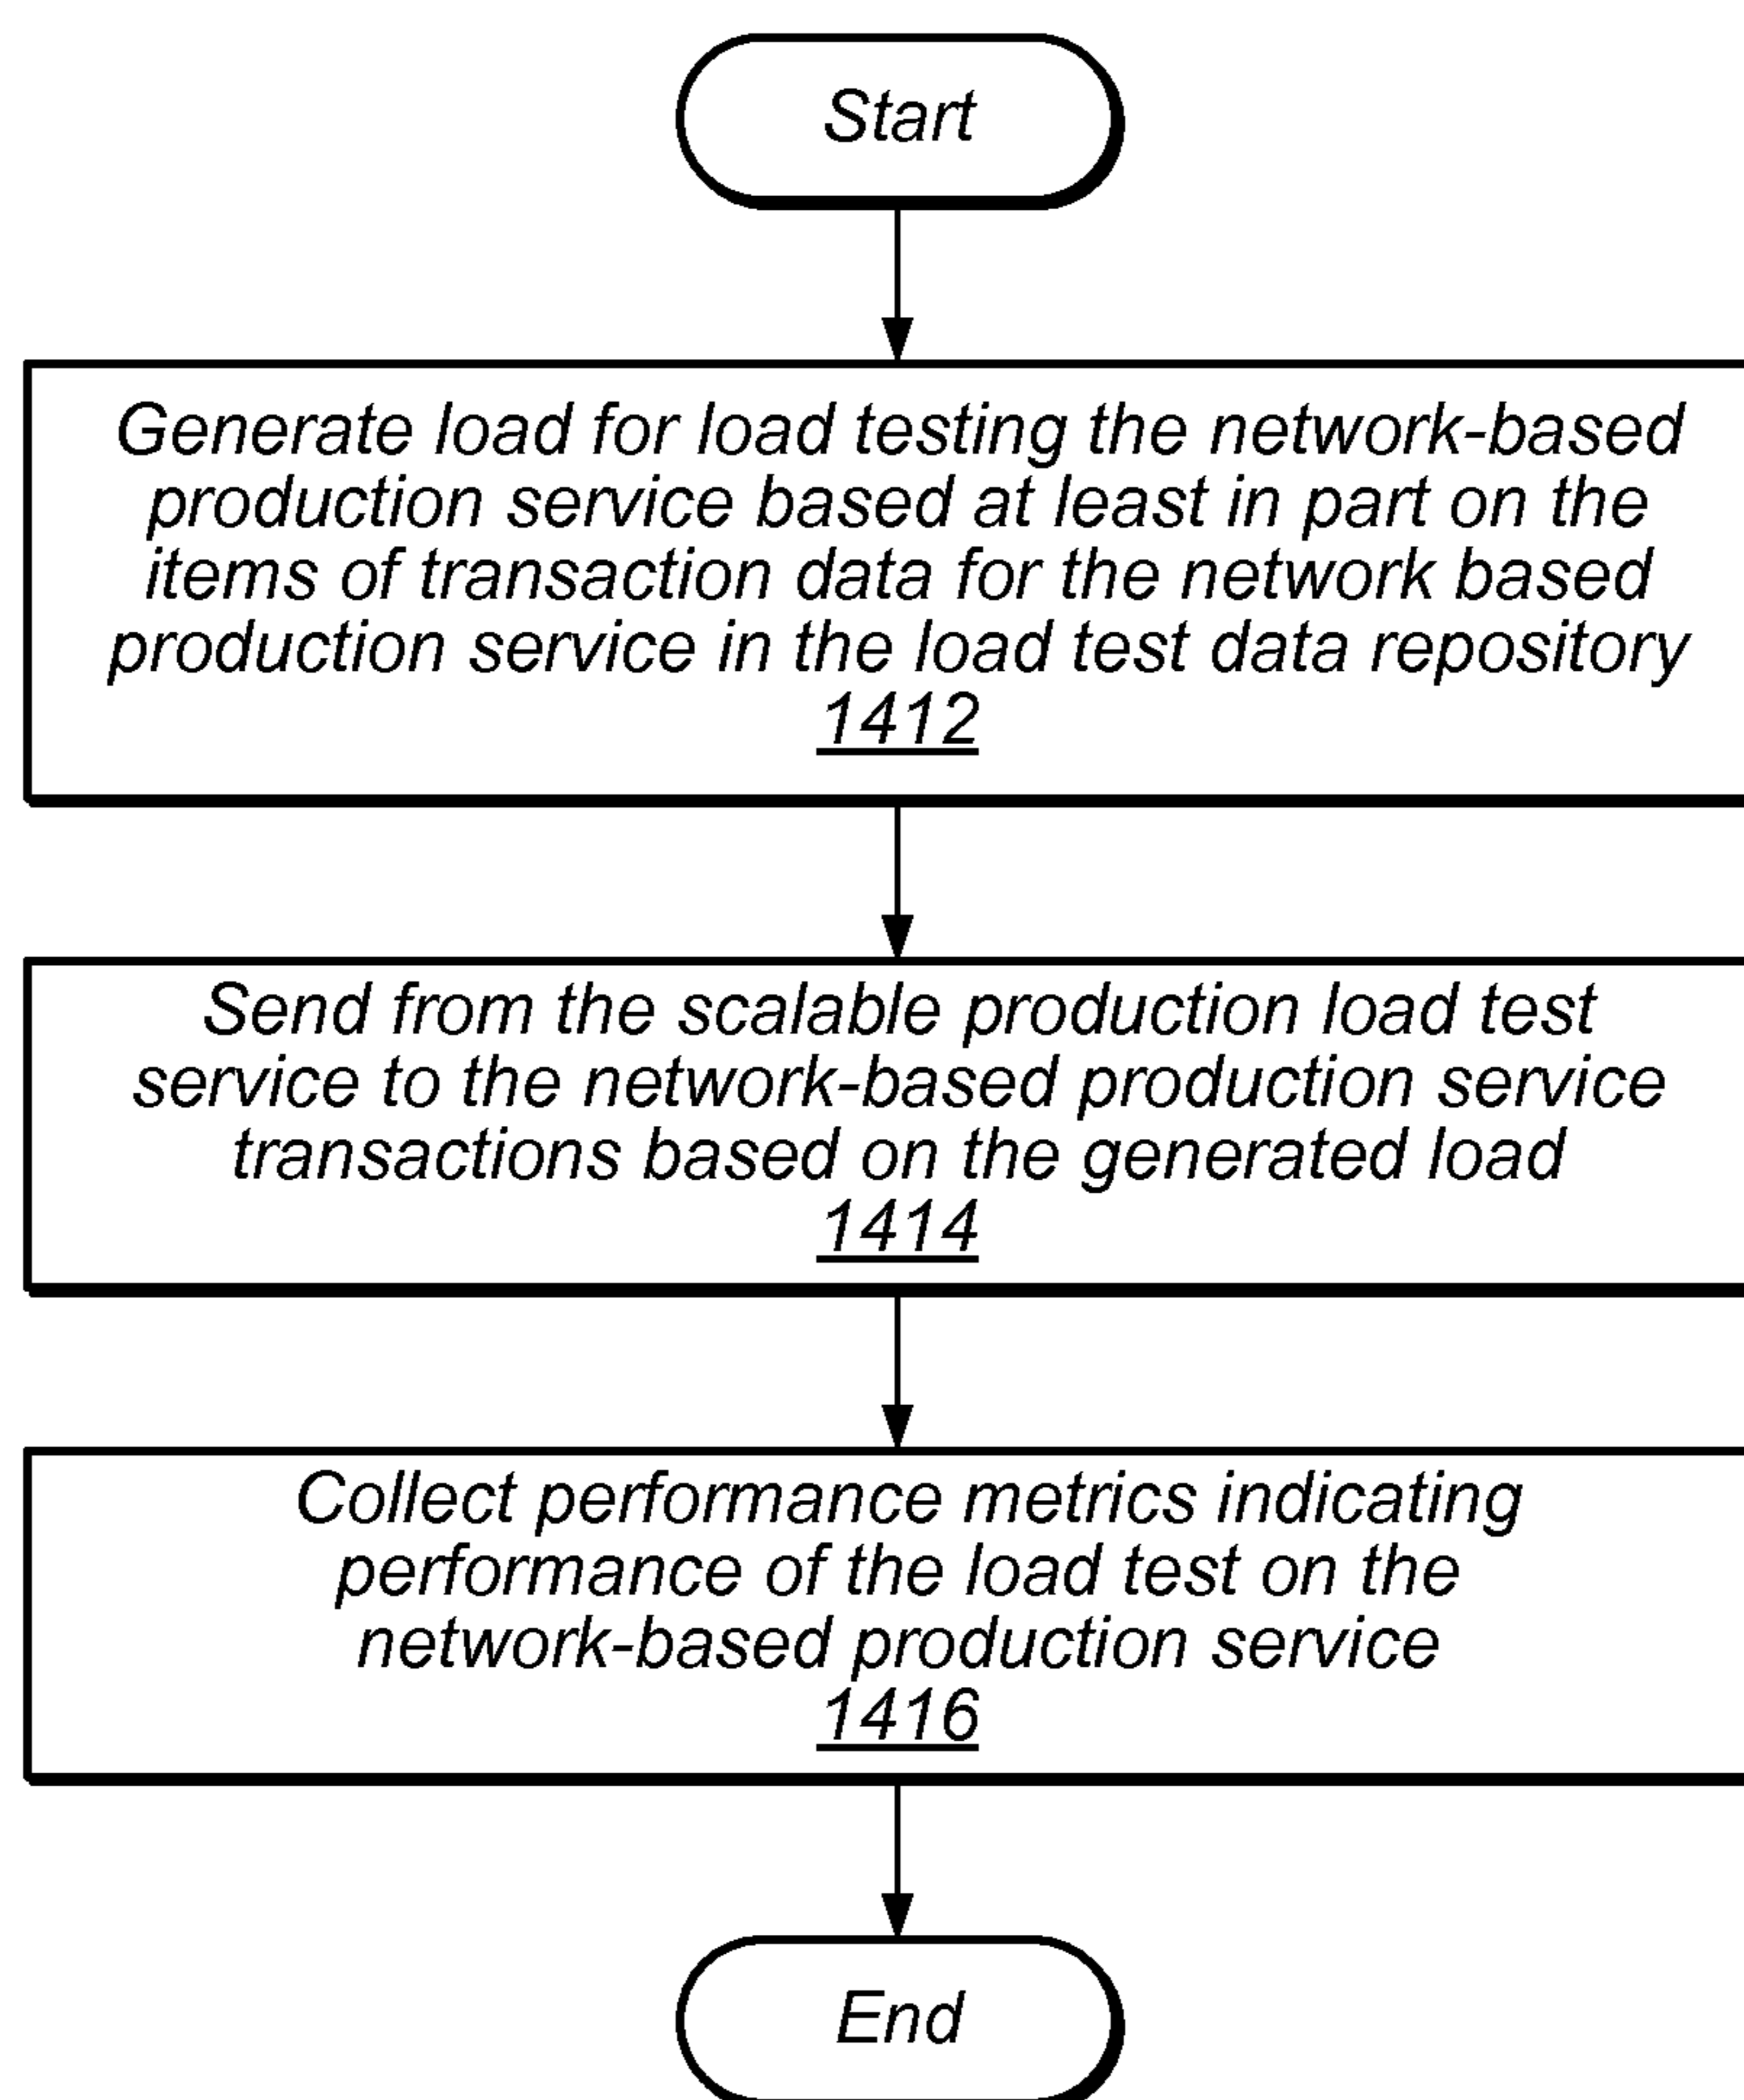 Start
Generate load for load testing the network-based
production service based at least in part on the
items of transaction data for the network based
production service in the load test data repository
1412
Send from the scalable production load test
service to the network-based production service
transactions based on the generated load
1414
Collect performance metrics indicating
performance of the load test on the
network-based production service
1416
End